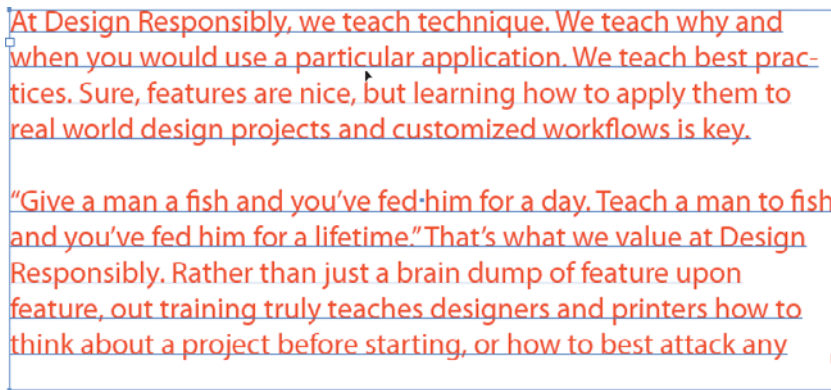 At Design Responsibly, we teach technique. We teach why and
when you would use a particular application. We teach best prac-
tices. Sure, features are nice, but learning how to apply them to
real world design projects and customized workflows is key.
“Give a man a fish and you’ve fed him for a day. Teach a man to fish
and you’ve fed him for a lifetime.” That’s what we value at Design
Responsibly. Rather than just a brain dump of feature upon
feature, out training truly teaches designers and printers how to
think about a project before starting, or how to best attack any